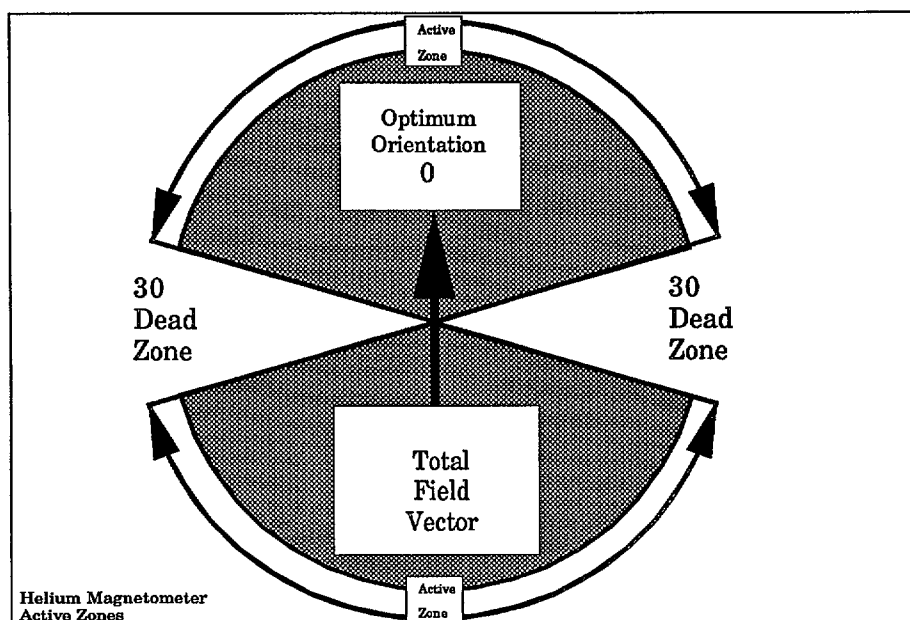 Active
Zone
Optimum
Orientation
0
30
Dead
Zone
30
Dead
Zone
Total
Field
Vector
Active
Zone
Helium Magnetometer
Active Zones